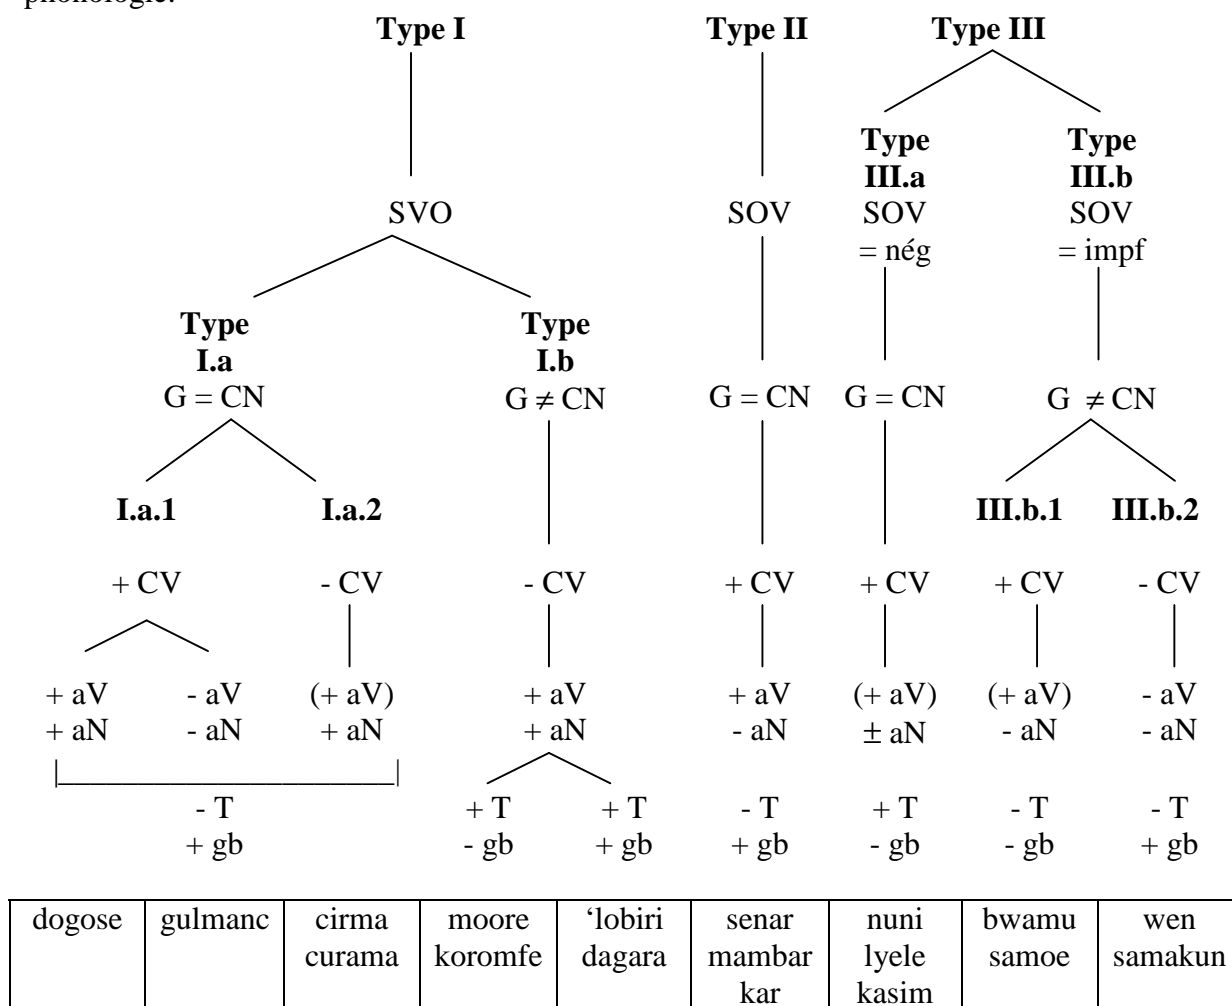 phonologie.
Type I Type II Type III
Type Type
III.a III.b
SVO SOV SOV SOV
= nég = impf
Type Type
I.a I.b
G = CN G ≠ CN G = CN G = CN G ≠ CN
I.a.1 I.a.2 III.b.1 III.b.2
+ CV - CV - CV + CV + CV + CV - CV
+ aV - aV (+ aV) + aV + aV (+ aV) (+ aV) - aV
+ aN - aN + aN + aN - aN ± aN - aN - aN
- T + T + T - T + T - T - T
+ gb - gb + gb + gb - gb - gb + gb
dogose gulmanc cirma moore ‘lobiri senar nuni bwamu wen
curama koromfe dagara mambar lyele samoe samakun
kar kasim